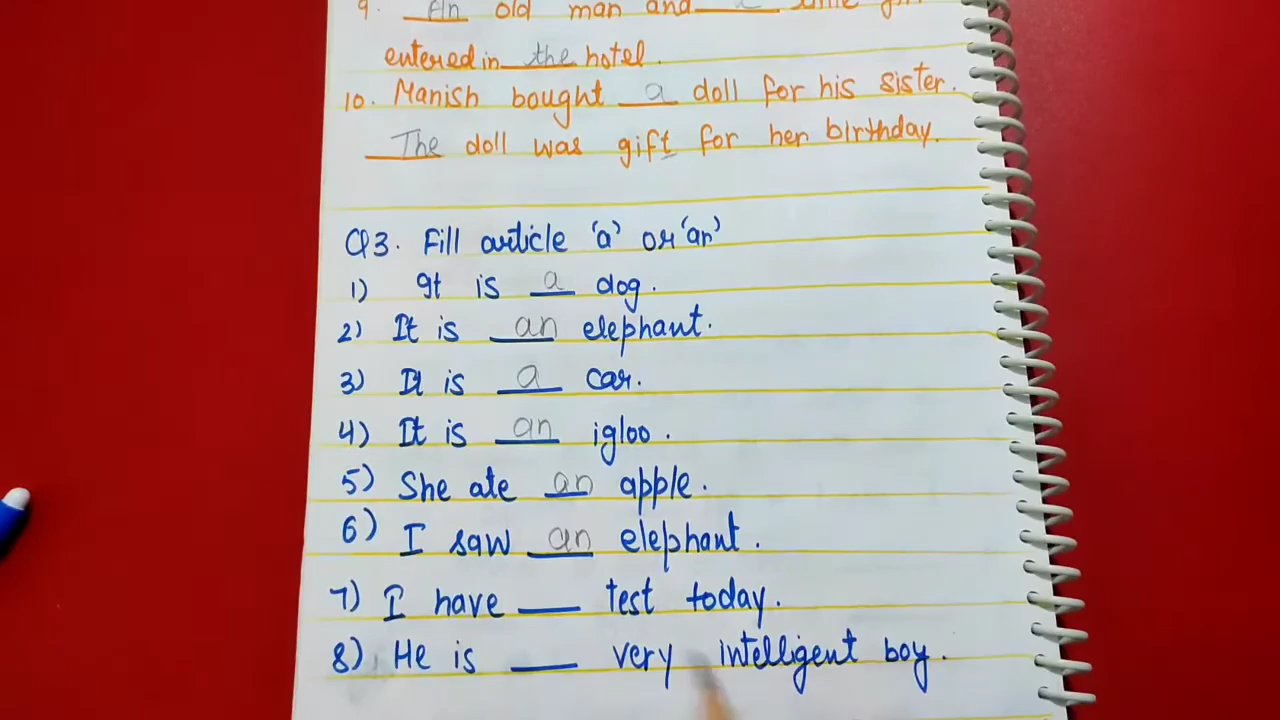 9. An old man and
entered in the hotel.
10. Manish bought a doll for his sister.
The doll was gift for her birthday.
Q3. Fill article 'a' or 'an'
1) It is a dog.
2) It is an elephant.
3) It is a car.
4) It is an igloo.
5) She ate an apple.
6) I saw an elephant.
7) I have ___ test today.
8) He is ___ very intelligent boy.